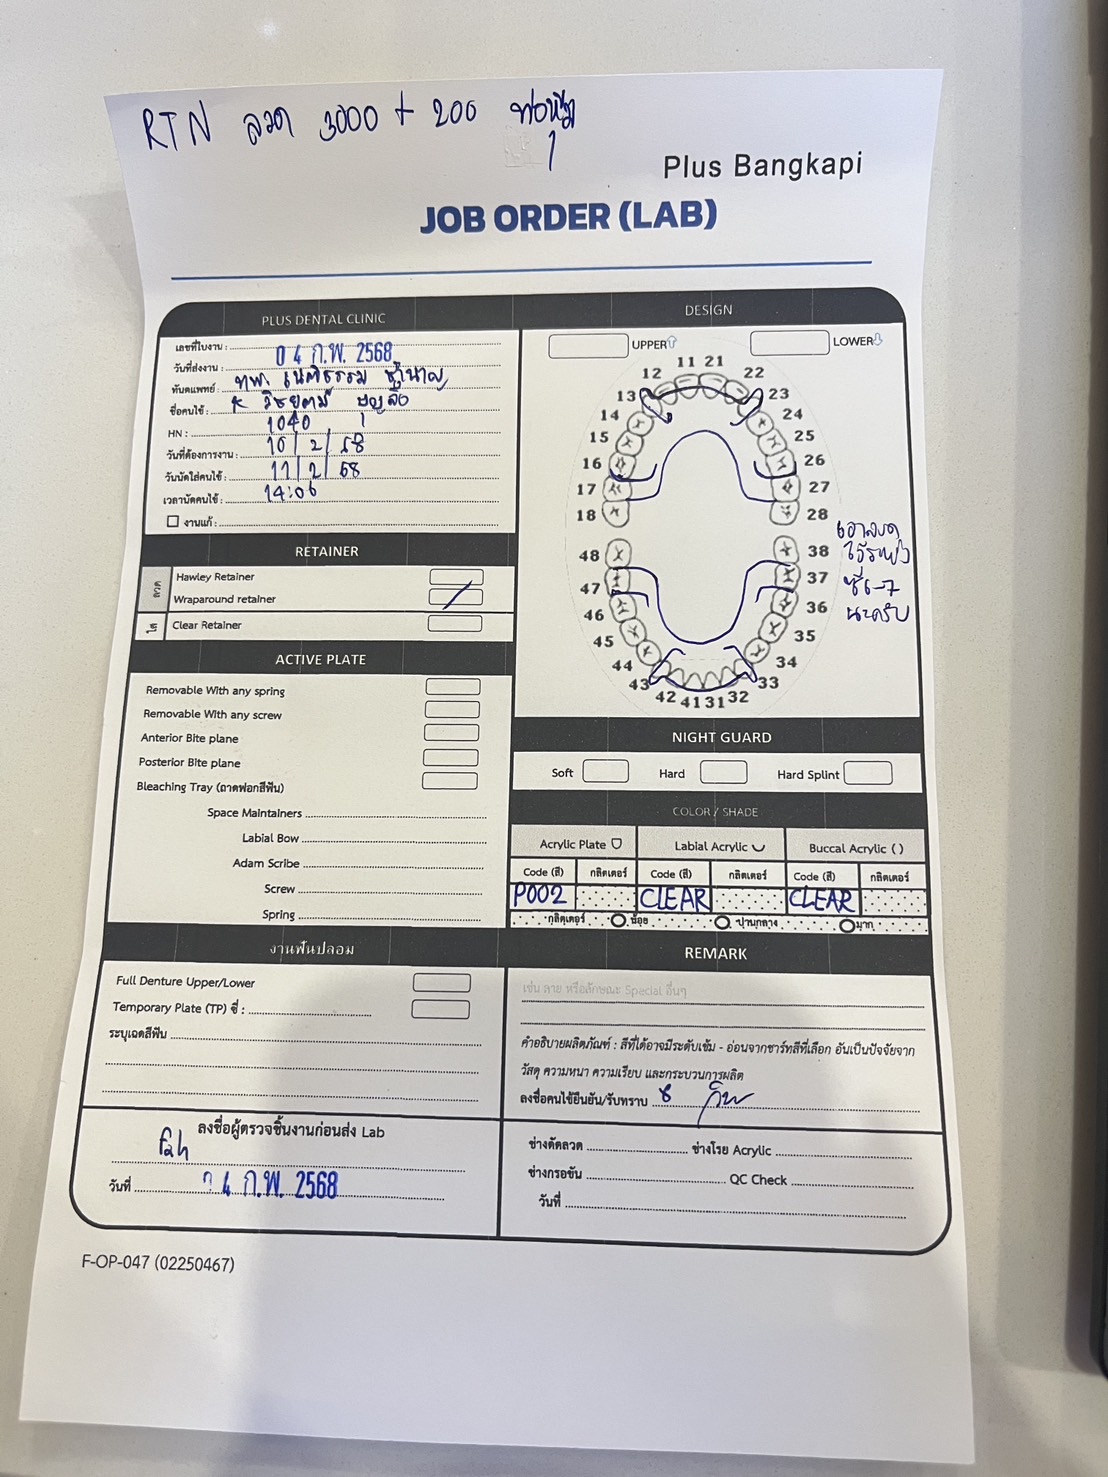 RTN ลวด 3000 + 200 ท่อหุ้ม
Plus Bangkapi
JOB ORDER (LAB)
PLUS DENTAL CLINIC
เลขที่ใบงาน :
วันที่ส่งงาน : 04 ก.พ. 2568
ทันตแพทย์ : ทพ.
ชื่อคนไข้ :
HN : 1040
วันที่ต้องการงาน : 10/2/68
วันนัดใส่คนไข้ : 11/2/68
เวลานัดคนไข้ : 14:00
งานแก้ :
RETAINER
ลวด
Hawley Retainer
Wraparound retainer
ใส
Clear Retainer
ACTIVE PLATE
Removable With any spring
Removable With any screw
Anterior Bite plane
Posterior Bite plane
Bleaching Tray (ถาดฟอกสีฟัน)
Space Maintainers
Labial Bow
Adam Scribe
Screw
Spring
DESIGN
UPPER
LOWER
11 21
12 22
13 23
14 24
15 25
16 26
17 27
18 28
48 38
47 37
46 36
45 35
44 34
43 33
42 41 31 32
เอาลวด
ไว้ระหว่าง
ซี่6-7
นะครับ
NIGHT GUARD
Soft Hard Hard Splint
COLOR / SHADE
Acrylic Plate Labial Acrylic Buccal Acrylic ( )
Code (สี) กลิตเตอร์ Code (สี) กลิตเตอร์ Code (สี) กลิตเตอร์
P002 CLEAR CLEAR
กลิตเตอร์ น้อย ปานกลาง มาก
งานฟันปลอม
Full Denture Upper/Lower
Temporary Plate (TP) ซี่ :
ระบุเฉดสีฟัน
REMARK
เช่น ลาย หรือลักษณะ Special อื่นๆ
คำอธิบายผลิตภัณฑ์ : สีที่ได้อาจมีระดับเข้ม - อ่อนจากชาร์ทสีที่เลือก อันเป็นปัจจัยจาก
วัสดุ ความหนา ความเรียบ และกระบวนการผลิต
ลงชื่อคนไข้ยืนยัน/รับทราบ
ลงชื่อผู้ตรวจชิ้นงานก่อนส่ง Lab
วันที่ 04 ก.พ. 2568
ช่างดัดลวด ช่างโรย Acrylic
ช่างกรอขัน QC Check
วันที่
F-OP-047 (02250467)